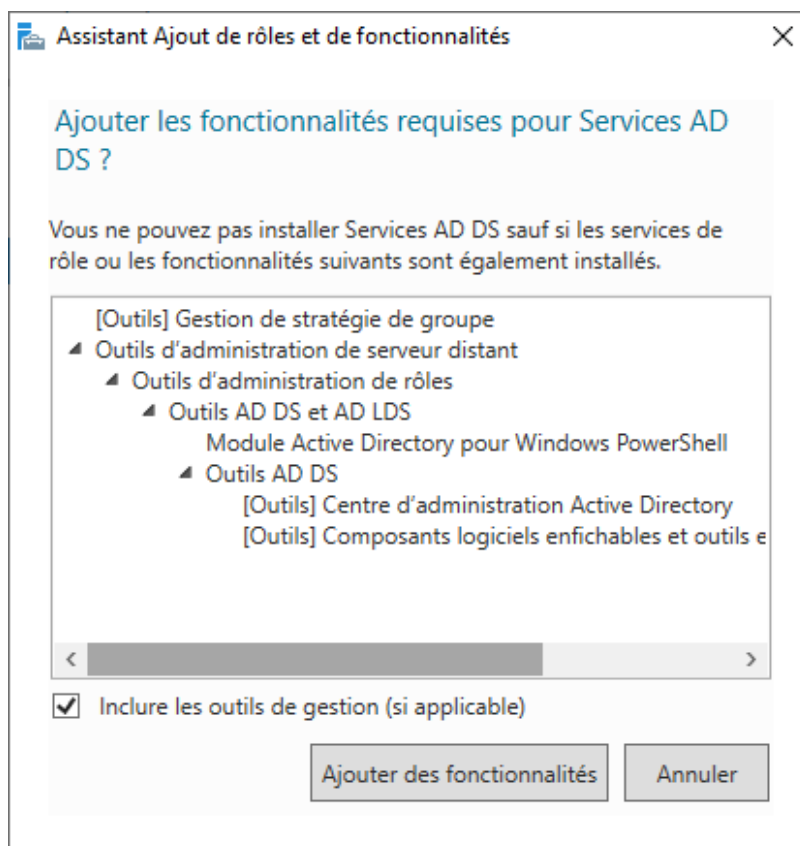 Assistant Ajout de rôles et de fonctionnalités
Ajouter les fonctionnalités requises pour Services AD
DS ?
Vous ne pouvez pas installer Services AD DS sauf si les services de
rôle ou les fonctionnalités suivants sont également installés.
[Outils] Gestion de stratégie de groupe
Outils d'administration de serveur distant
Outils d'administration de rôles
Outils AD DS et AD LDS
Module Active Directory pour Windows PowerShell
Outils AD DS
[Outils] Centre d'administration Active Directory
[Outils] Composants logiciels enfichables et outils e
Inclure les outils de gestion (si applicable)
Ajouter des fonctionnalités
Annuler